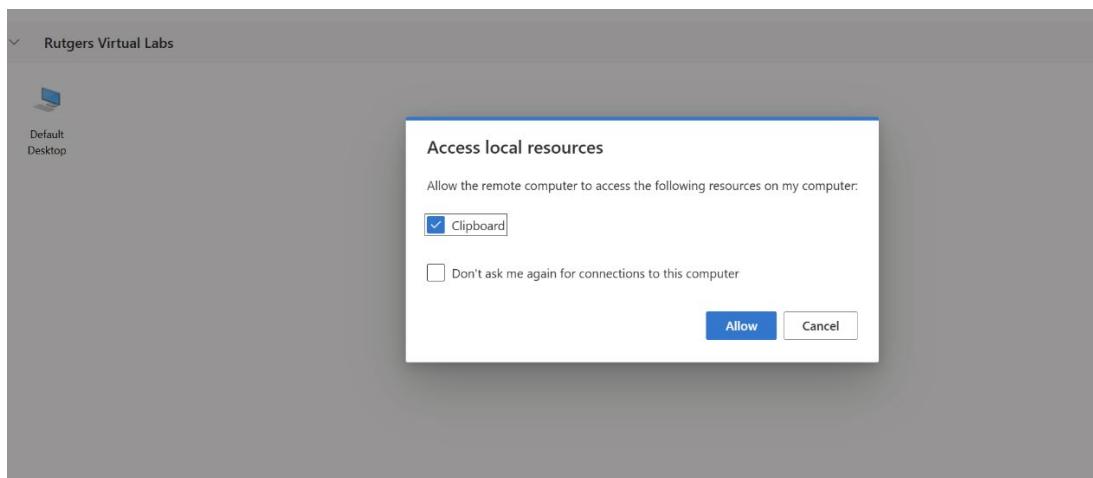 Rutgers Virtual Labs
Default
Desktop
Access local resources
Allow the remote computer to access the following resources on my computer:
Clipboard
Don't ask me again for connections to this computer
Allow
Cancel